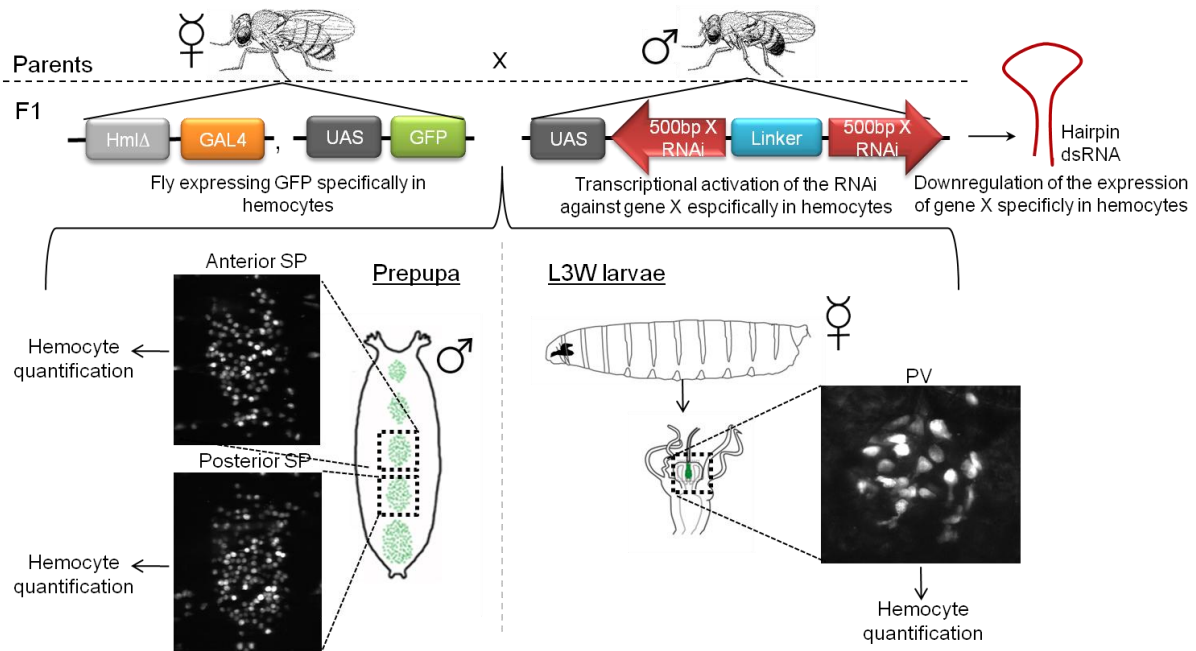 ☿
♂
Parents
X
F1
HmlΔ
GAL4
,
UAS
GFP
UAS
500bp X
RNAi
Linker
500bp X
RNAi
Hairpin
dsRNA
Fly expressing GFP specifically in
hemocytes
Transcriptional activation of the RNAi
against gene X espcifically in hemocytes
Downregulation of the expression
of gene X specificly in hemocytes
Anterior SP
Prepupa
♂
Hemocyte
quantification
Posterior SP
Hemocyte
quantification
L3W larvae
☿
PV
Hemocyte
quantification